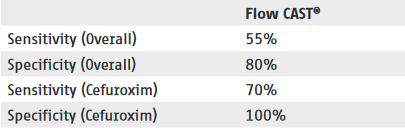 Flow CAST®
Sensitivity (Overall) 55%
Specificity (Overall) 80%
Sensitivity (Cefuroxim) 70%
Specificity (Cefuroxim) 100%